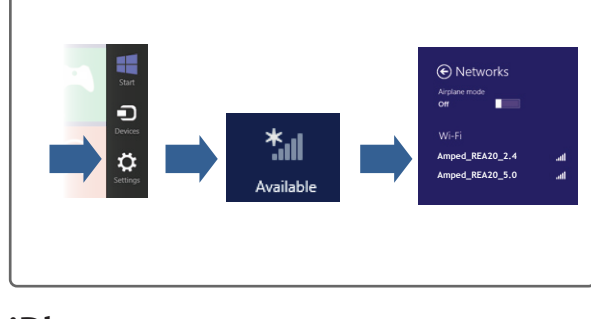 Start
Devices
Settings
Available
Networks
Airplane mode
Off
Wi-Fi
Amped_REA20_2.4
Amped_REA20_5.0